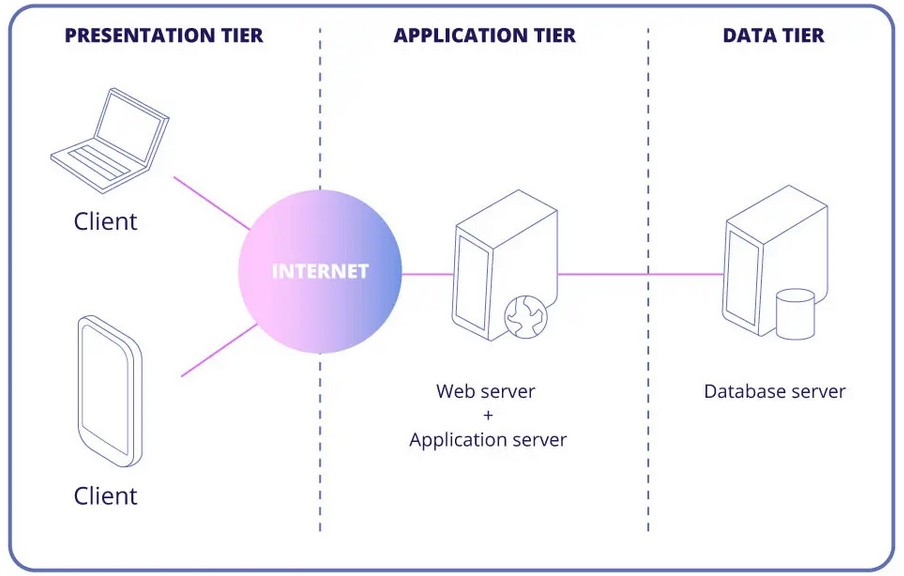 PRESENTATION TIER
APPLICATION TIER
DATA TIER
Client
INTERNET
Client
Web server
+
Application server
Database server